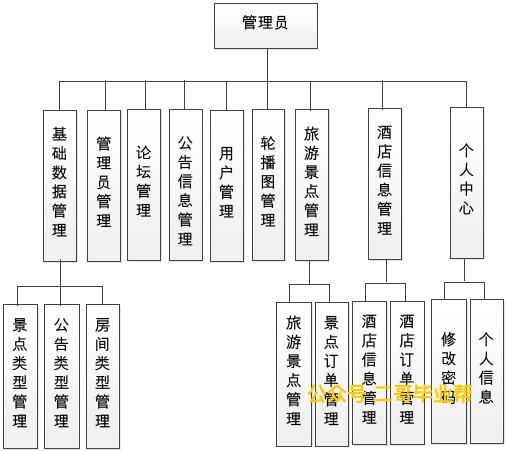 管理员
基础数据管理
管理员管理
论坛管理
公告信息管理
用户管理
轮播图管理
旅游景点管理
酒店信息管理
个人中心
景点类型管理
公告类型管理
房间类型管理
旅游景点管理
景点订单管理
酒店信息管理
酒店订单管理
修改密码
个人信息
公众号:二哥毕业帮